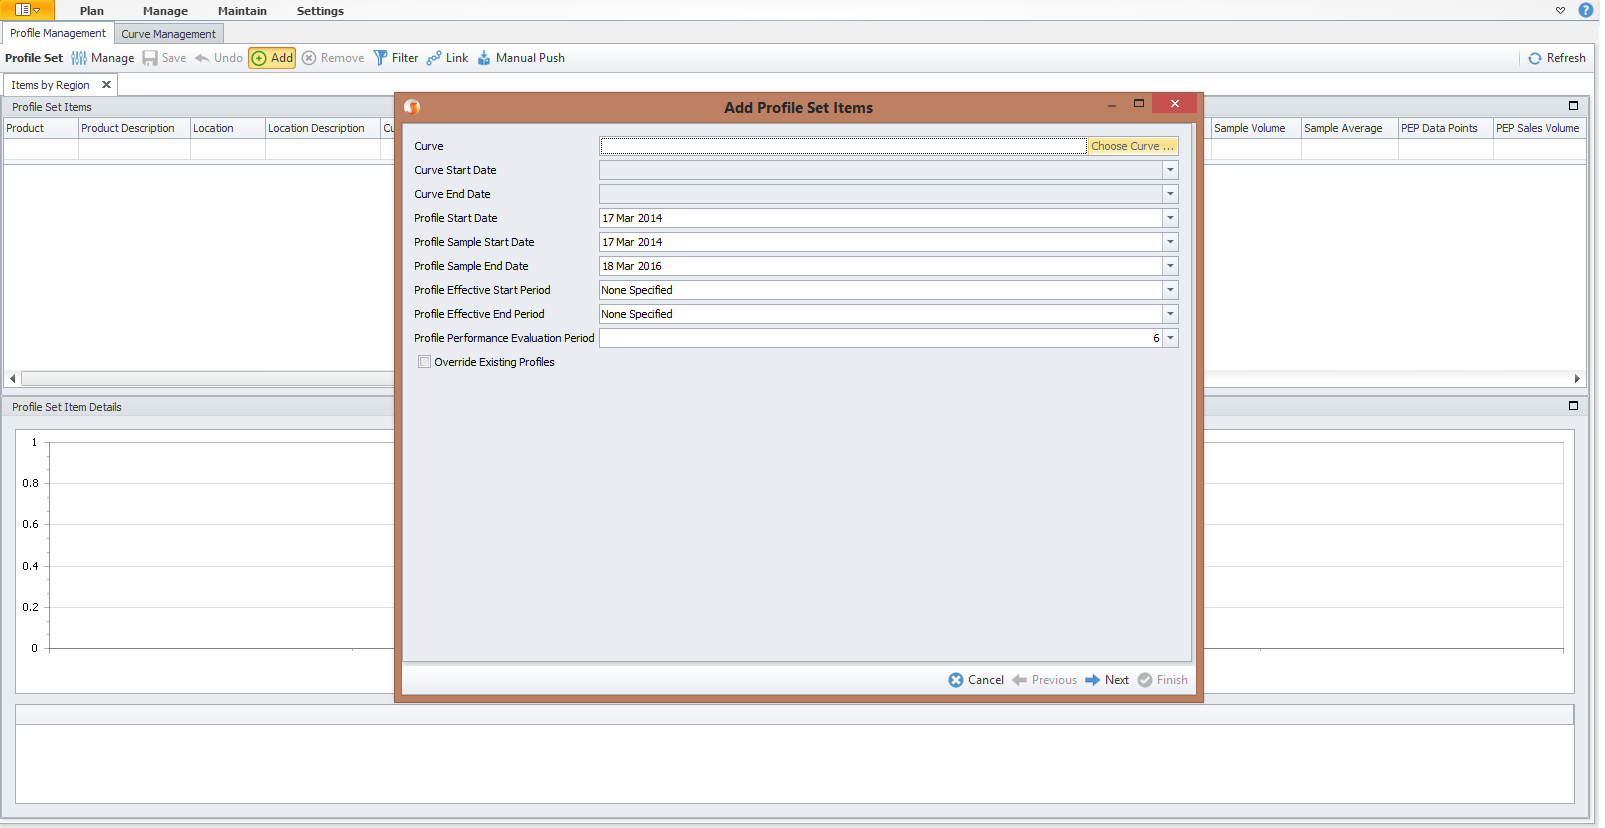 Plan Manage Maintain Settings
Profile Management Curve Management
Profile Set Manage Save Undo Add Remove Filter Link Manual Push Refresh
Items by Region
Profile Set Items
Product Product Description Location Location Description Sample Volume Sample Average PEP Data Points PEP Sales Volume
Add Profile Set Items
Curve Choose Curve ...
Curve Start Date
Curve End Date
Profile Start Date 17 Mar 2014
Profile Sample Start Date 17 Mar 2014
Profile Sample End Date 18 Mar 2016
Profile Effective Start Period None Specified
Profile Effective End Period None Specified
Profile Performance Evaluation Period 6
Override Existing Profiles
Cancel Previous Next Finish
Profile Set Item Details
1
0.8
0.6
0.4
0.2
0